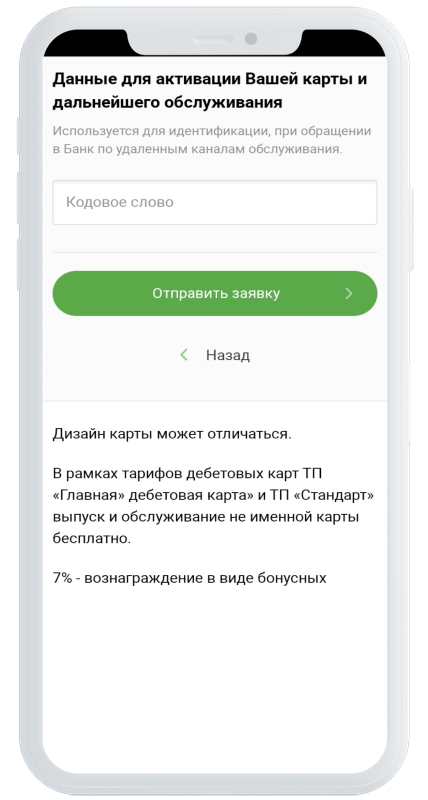 Данные для активации Вашей карты и
дальнейшего обслуживания
Используется для идентификации, при обращении
в Банк по удаленным каналам обслуживания.
Кодовое слово
Отправить заявку
Назад
Дизайн карты может отличаться.
В рамках тарифов дебетовых карт ТП
«Главная» дебетовая карта» и ТП «Стандарт»
выпуск и обслуживание не именной карты
бесплатно.
7% - вознаграждение в виде бонусных